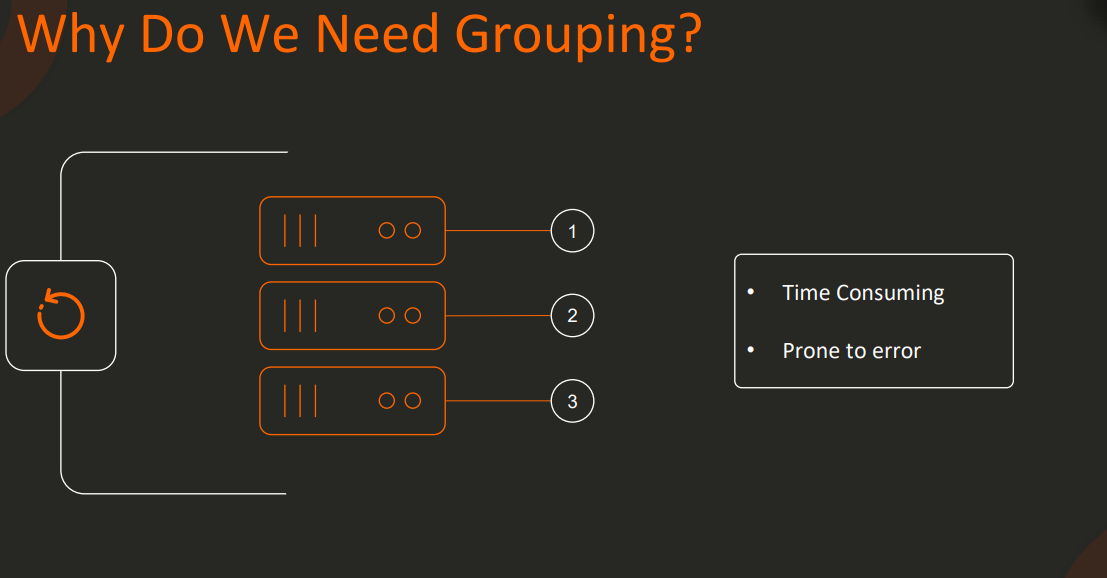 Why Do We Need Grouping?
1
2
3
• Time Consuming
• Prone to error